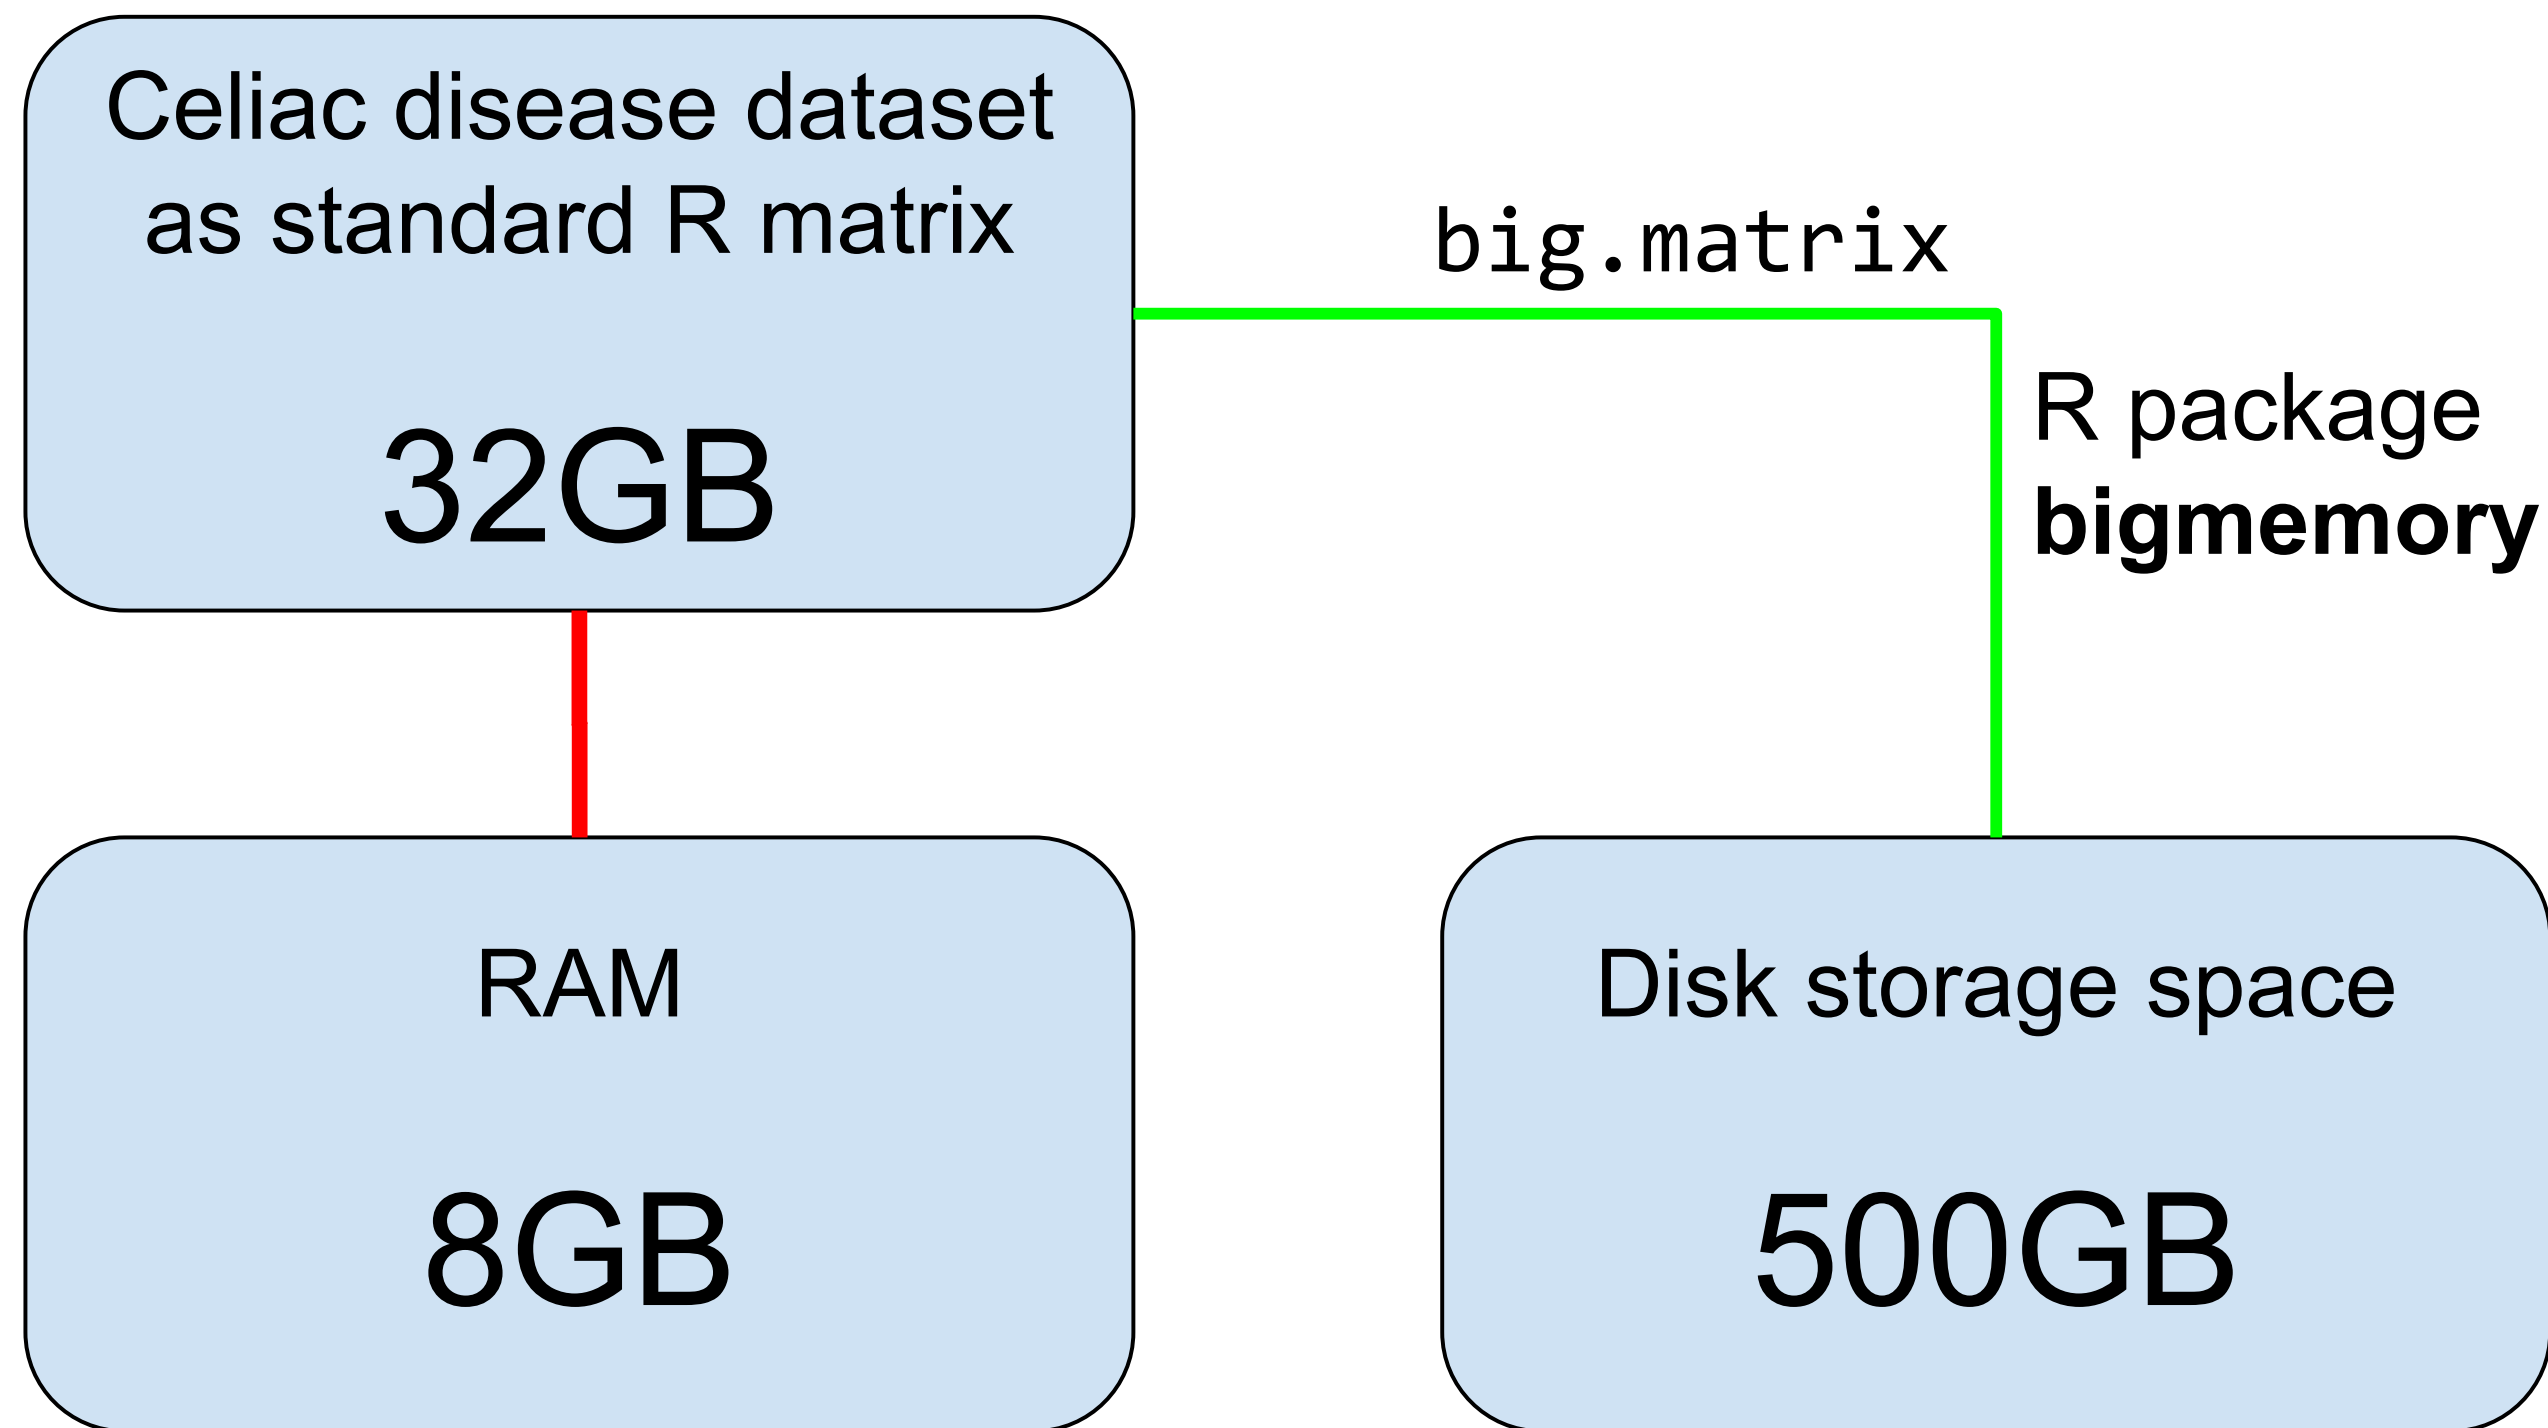 Celiac disease dataset
as standard R matrix
32GB
big.matrix
R package
bigmemory
RAM
8GB
Disk storage space
500GB